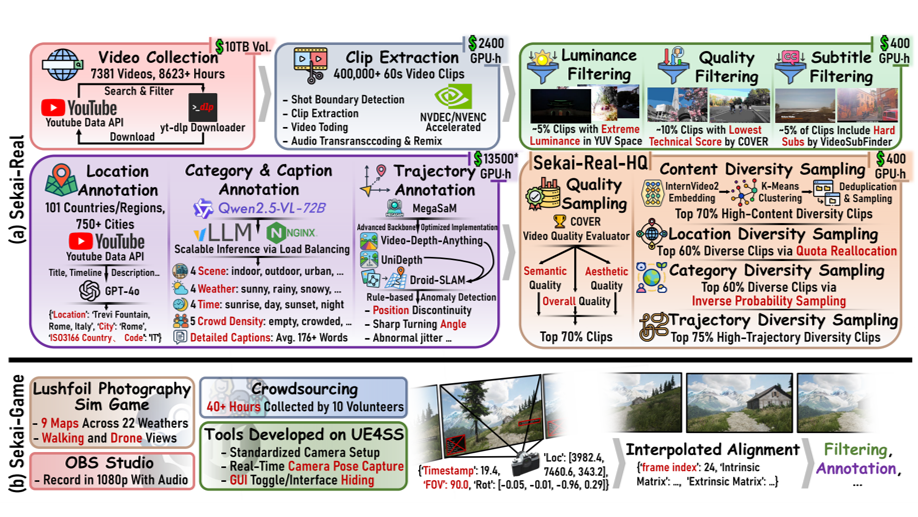 (a) Sekai-Real
Video Collection
$10TB Vol.
7381 Videos, 8623+ Hours
Search & Filter
YouTube
Youtube Data API
>_dlp
yt-dlp Downloader
Download
Clip Extraction
$2400
GPU-h
400,000+ 60s Video Clips
– Shot Boundary Detection
– Clip Extraction
– Video Toding
– Audio Transransccoding & Remix
NVIDIA
NVDEC/NVENC
Accelerated
$400
GPU-h
Luminance
Filtering
~5% Clips with Extreme
Luminance in YUV Space
Quality
Filtering
~10% Clips with Lowest
Technical Score by COVER
Subtitle
Filtering
~5% of Clips Include Hard
Subs by VideoSubFinder
$13500*
GPU-h
Location
Annotation
101 Countries/Regions,
750+ Cities
YouTube
Youtube Data API
Title, Timeline
Description...
GPT-4o
{'Location': 'Trevi Fountain,
Rome, Italy', 'City': 'Rome',
'ISO3166 Country、 Code': 'IT'}
Category & Caption
Annotation
Qwen2.5-VL-72B
vLLM
NGINX
Scalable Inference via Load Balancing
4 Scene: indoor, outdoor, urban, ...
4 Weather: sunny, rainy, snowy, ...
4 Time: sunrise, day, sunset, night
5 Crowd Density: empty, crowded, ...
Detailed Captions: Avg. 176+ Words
Trajectory
Annotation
MegaSaM
Advanced Backbone
Optimized Implementation
Video-Depth-Anything
UniDepth
Droid-SLAM
Rule-based
Anomaly Detection
– Position Discontinuity
– Sharp Turning Angle
– Abnormal jitter ...
Sekai-Real-HQ
$400
GPU-h
Quality
Sampling
COVER
Video Quality Evaluator
Semantic
Quality
Aesthetic
Quality
Overall Quality
Top 70% Clips
Content Diversity Sampling
InternVideo2
Embedding
K-Means
Clustering
Deduplication
& Sampling
Top 70% High-Content Diversity Clips
Location Diversity Sampling
Top 60% Diverse Clips via Quota Reallocation
Category Diversity Sampling
Top 60% Diverse Clips via
Inverse Probability Sampling
Trajectory Diversity Sampling
Top 75% High-Trajectory Diversity Clips
(b) Sekai-Game
Lushfoil Photography
Sim Game
– 9 Maps Across 22 Weathers
– Walking and Drone Views
OBS Studio
– Record in 1080p With Audio
Crowdsourcing
40+ Hours Collected by 10 Volunteers
Tools Developed on UE4SS
– Standardized Camera Setup
– Real-Time Camera Pose Capture
– GUI Toggle/Interface Hiding
'Loc': [3982.4,
{'Timestamp': 19.4,
7460.6, 343.2],
'FOV': 90.0, 'Rot': [-0.05, -0.01, -0.96, 0.29]}
Interpolated Alignment
{'frame index': 24, 'Intrinsic
Matrix': ..., 'Extrinsic Matrix': ...}
Filtering,
Annotation,
...